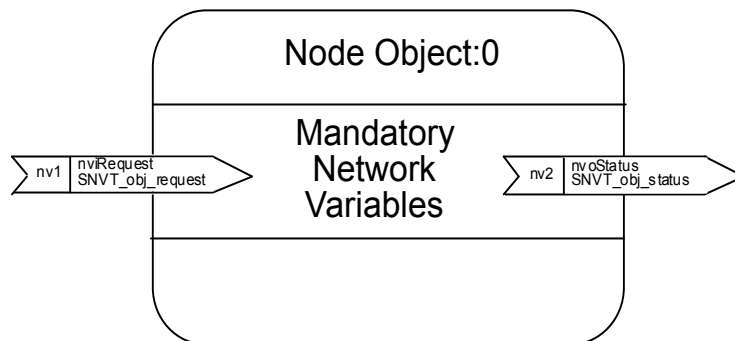 Node Object:0
Mandatory
Network
Variables
nv1
nviRequest
SNVT_obj_request
nv2
nvoStatus
SNVT_obj_status